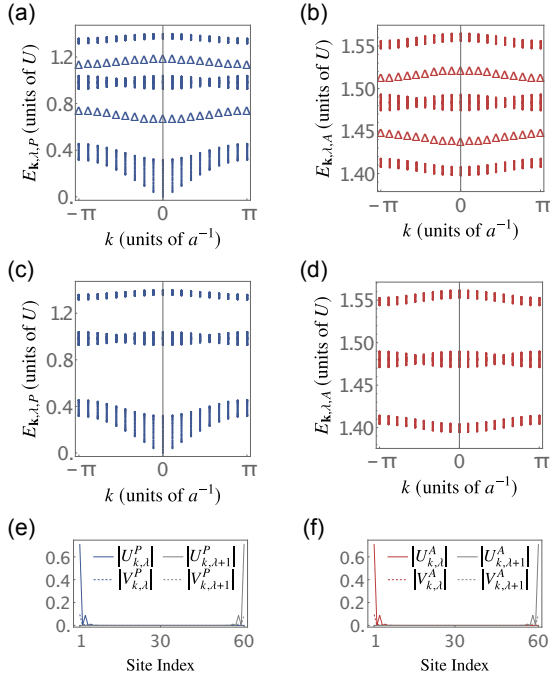 (a)
E_{k,λ,P} (units of U)
1.2
0.8
0.4
0.
−π
0
π
k (units of a^{-1})
(b)
E_{k,λ,A} (units of U)
1.55
1.50
1.45
1.40
−π
0
π
k (units of a^{-1})
(c)
E_{k,λ,P} (units of U)
1.2
0.8
0.4
0.
−π
0
π
k (units of a^{-1})
(d)
E_{k,λ,A} (units of U)
1.55
1.50
1.45
1.40
−π
0
π
k (units of a^{-1})
(e)
0.6
0.4
0.2
0.
|U^P_{k,λ}| |U^P_{k,λ+1}|
|V^P_{k,λ}| |V^P_{k,λ+1}|
1
30
60
Site Index
(f)
0.6
0.4
0.2
0.
|U^A_{k,λ}| |U^A_{k,λ+1}|
|V^A_{k,λ}| |V^A_{k,λ+1}|
1
30
60
Site Index